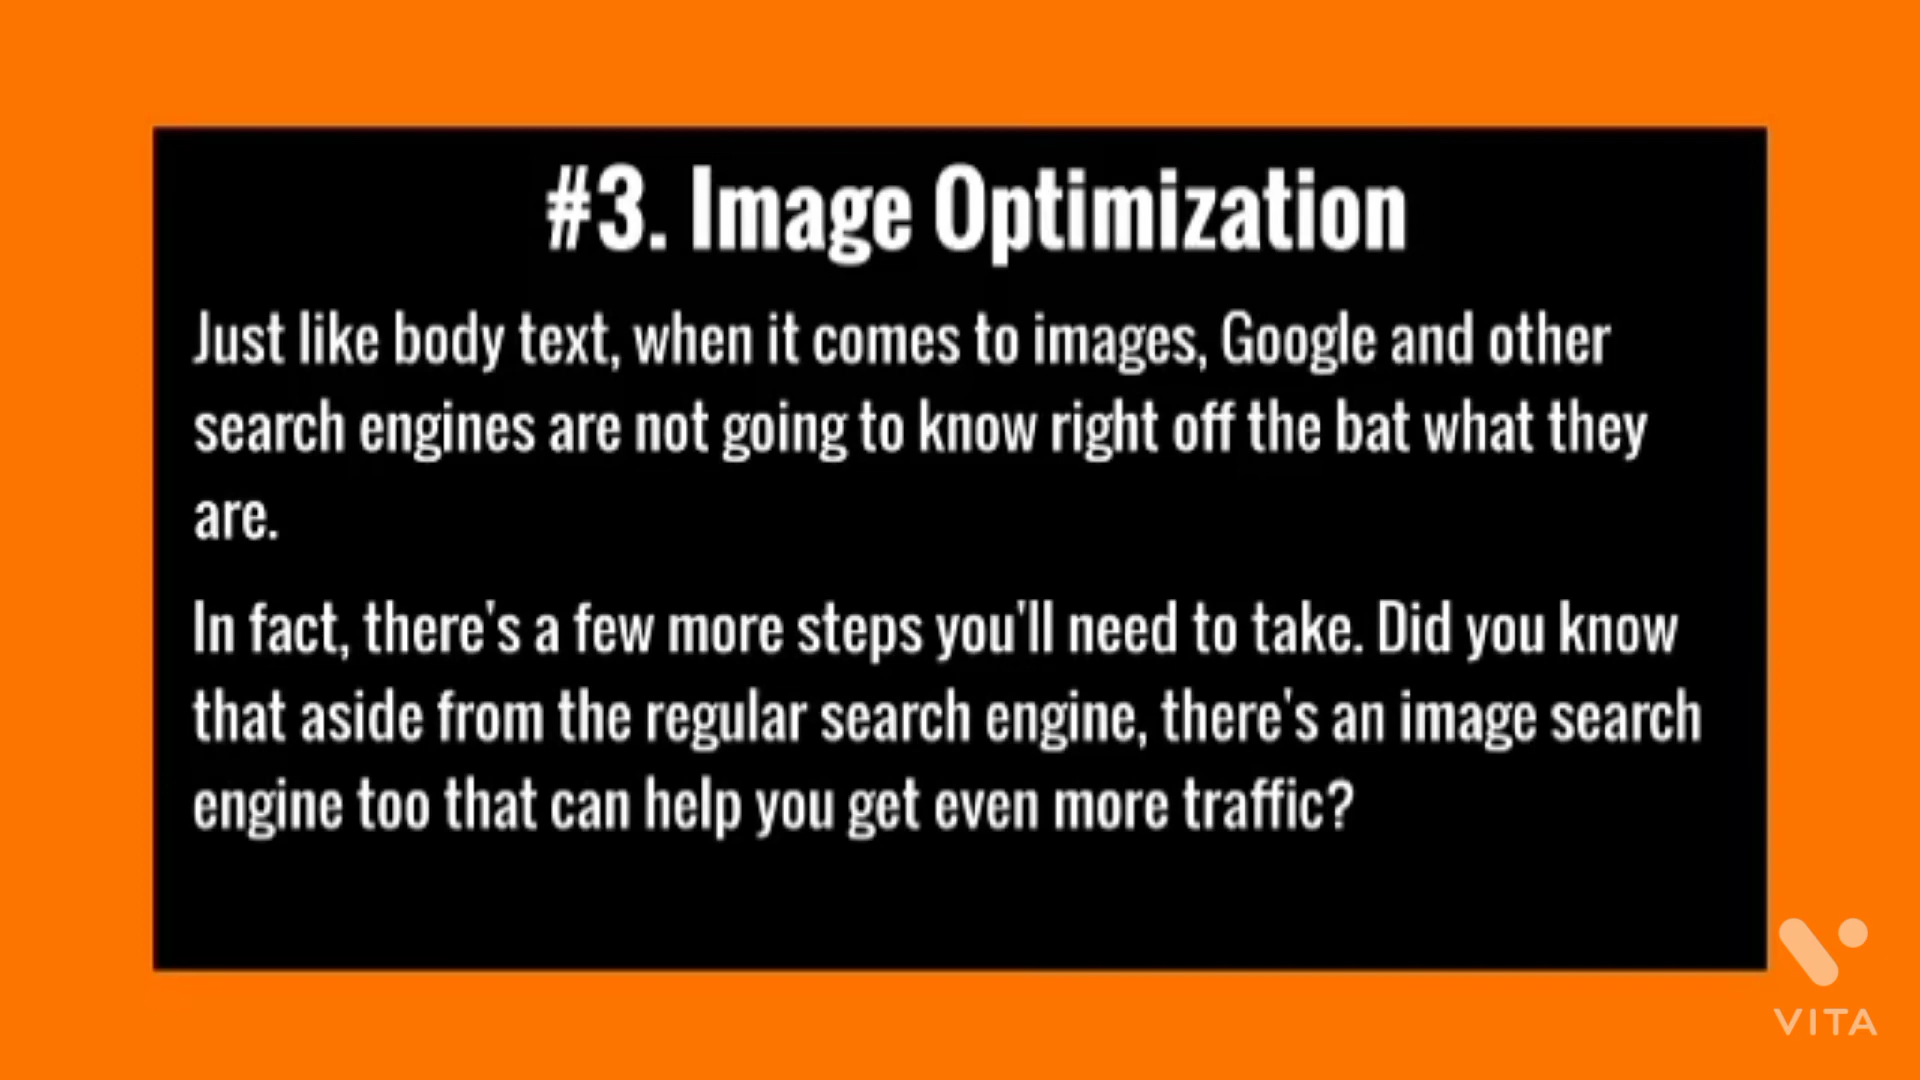 #3. Image Optimization
Just like body text, when it comes to images, Google and other
search engines are not going to know right off the bat what they
are.
In fact, there's a few more steps you'll need to take. Did you know
that aside from the regular search engine, there's an image search
engine too that can help you get even more traffic?
VITA